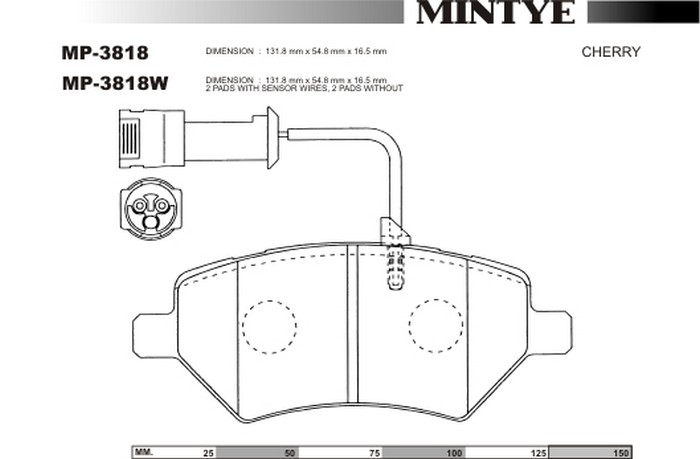 MINTYE
MP-3818 DIMENSION : 131.8 mm x 54.8 mm x 16.5 mm CHERRY
MP-3818W DIMENSION : 131.8 mm x 54.8 mm x 16.5 mm
2 PADS WITH SENSOR WIRES, 2 PADS WITHOUT
MM. 25 50 75 100 125 150